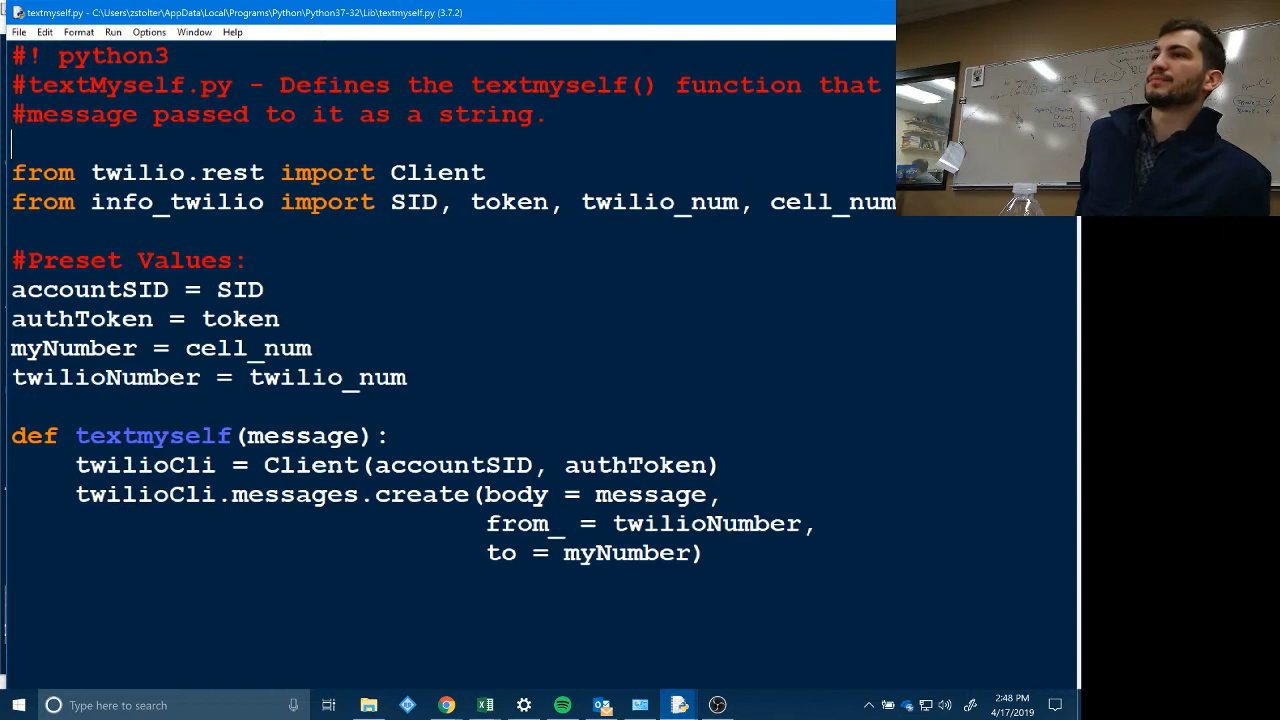 textmyself.py - C:\Users\zstolter\AppData\Local\Programs\Python\Python37-32\Lib\textmyself.py (3.7.2)
File Edit Format Run Options Window Help
#! python3
#textMyself.py - Defines the textmyself() function that
#message passed to it as a string.
from twilio.rest import Client
from info_twilio import SID, token, twilio_num, cell_num
#Preset Values:
accountSID = SID
authToken = token
myNumber = cell_num
twilioNumber = twilio_num
def textmyself(message):
twilioCli = Client(accountSID, authToken)
twilioCli.messages.create(body = message,
from_ = twilioNumber,
to = myNumber)
Type here to search
2:48 PM
4/17/2019